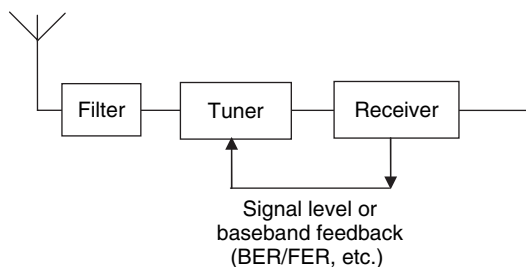 Filter
Tuner
Receiver
Signal level or
baseband feedback
(BER/FER, etc.)